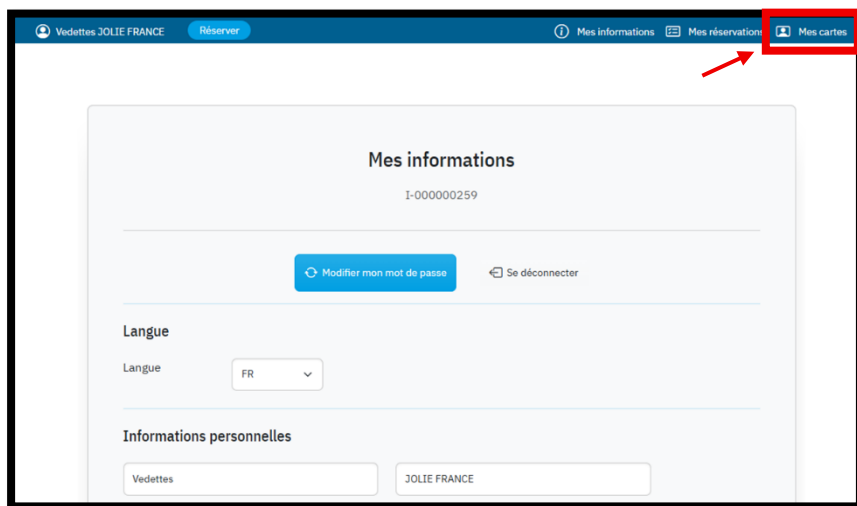 Vedettes JOLIE FRANCE Réserver Mes informations Mes réservations Mes cartes
Mes informations
I-000000259
Modifier mon mot de passe Se déconnecter
Langue
Langue FR
Informations personnelles
Vedettes JOLIE FRANCE